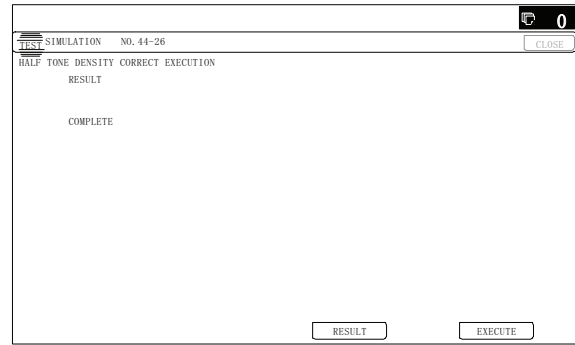 0
TEST SIMULATION NO. 44-26
CLOSE
HALF TONE DENSITY CORRECT EXECUTION
RESULT
COMPLETE
RESULT EXECUTE